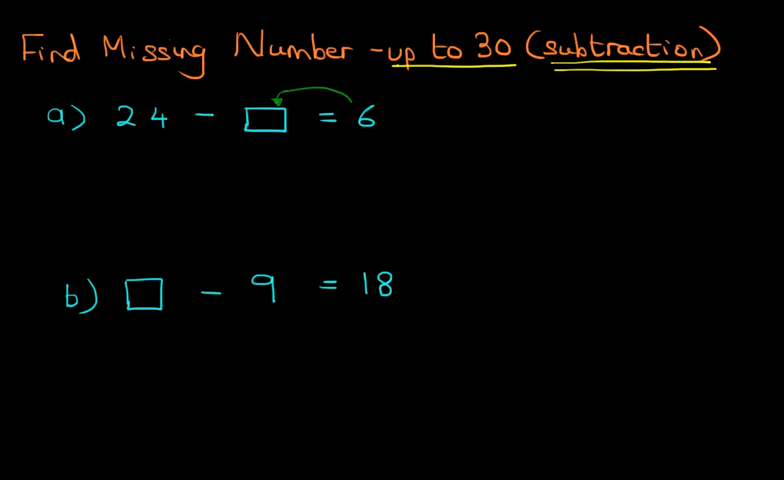 Find Missing Number - up to 30 (subtraction)
a) 24 - □ = 6
b) □ - 9 = 18